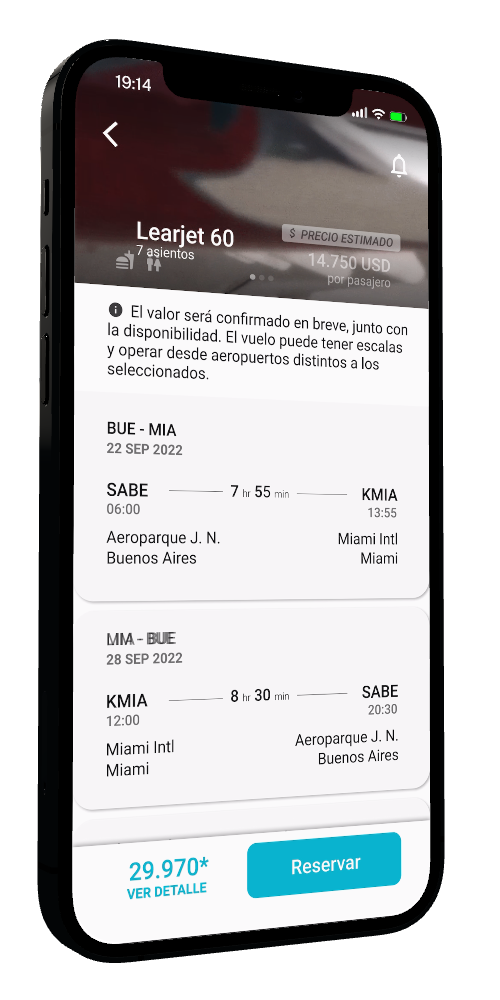 19:14
Learjet 60
7 asientos
$ PRECIO ESTIMADO
14.750 USD
por pasajero
El valor será confirmado en breve, junto con
la disponibilidad. El vuelo puede tener escalas
y operar desde aeropuertos distintos a los
seleccionados.
BUE - MIA
22 SEP 2022
SABE 7 hr 55 min KMIA
06:00 13:55
Aeroparque J. N. Miami Intl
Buenos Aires Miami
MIA - BUE
28 SEP 2022
KMIA 8 hr 30 min SABE
12:00 20:30
Miami Intl Aeroparque J. N.
Miami Buenos Aires
29.970*
VER DETALLE
Reservar